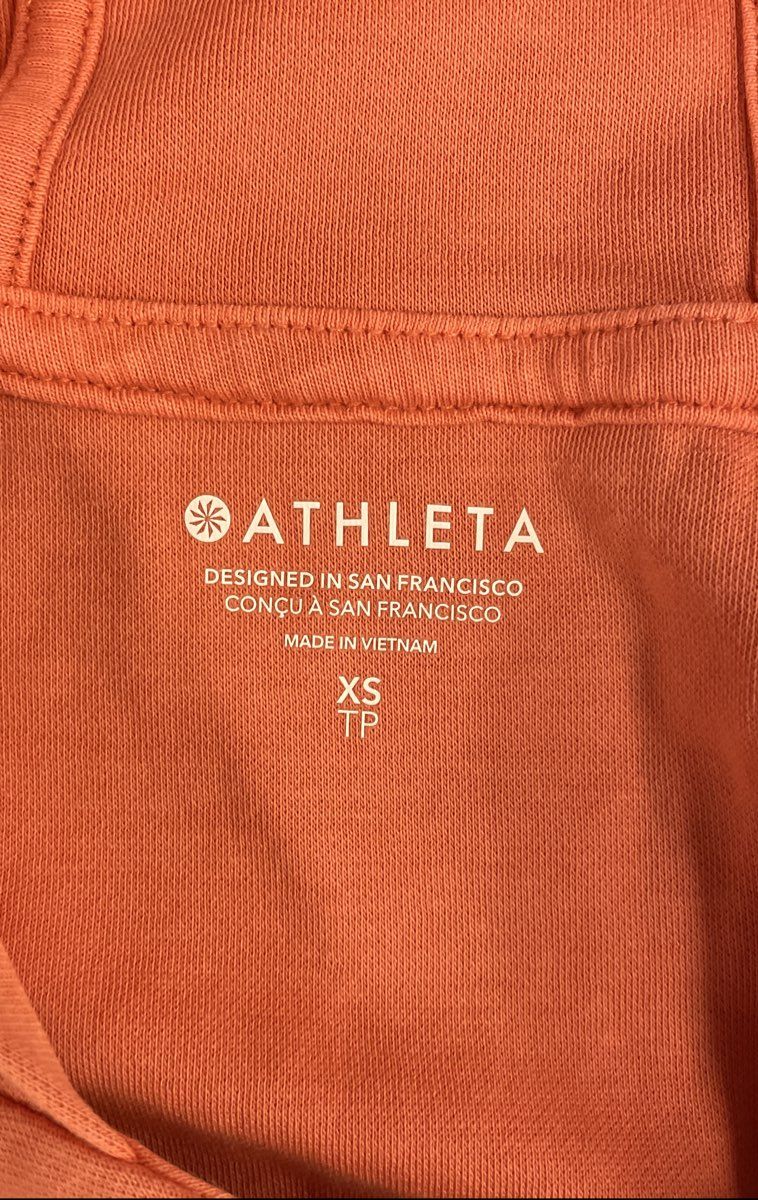 ATHLETA
DESIGNED IN SAN FRANCISCO
CONÇU À SAN FRANCISCO
MADE IN VIETNAM
XS
TP